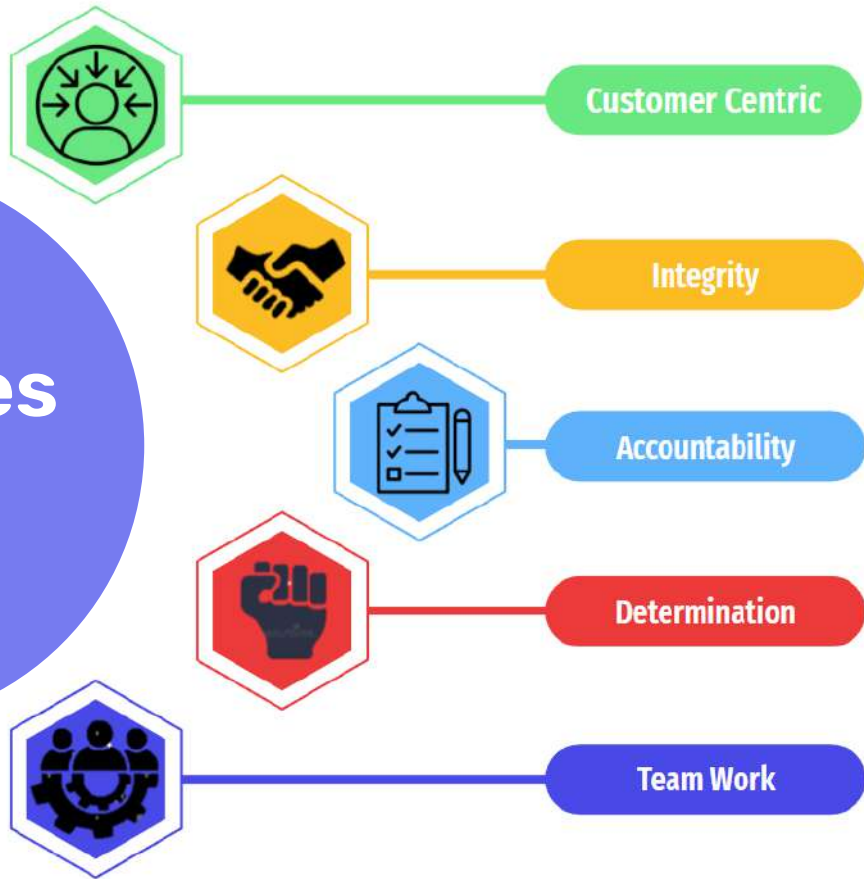 Customer Centric
Integrity
es
Accountability
Determination
Team Work